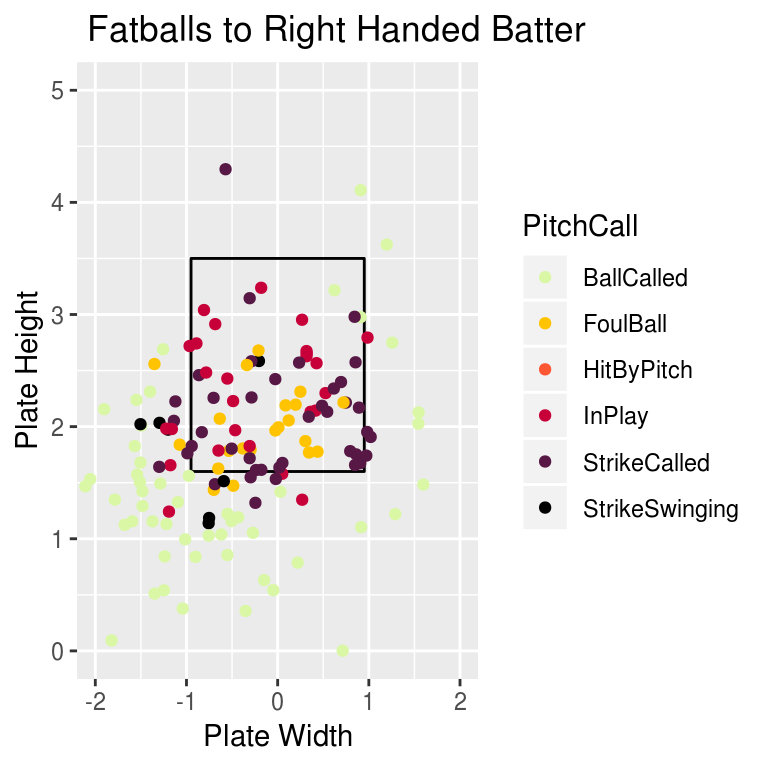 Fatballs to Right Handed Batter
5
4
3
2
1
0
Plate Height
-2
-1
0
1
2
Plate Width
PitchCall
BallCalled
FoulBall
HitByPitch
InPlay
StrikeCalled
StrikeSwinging